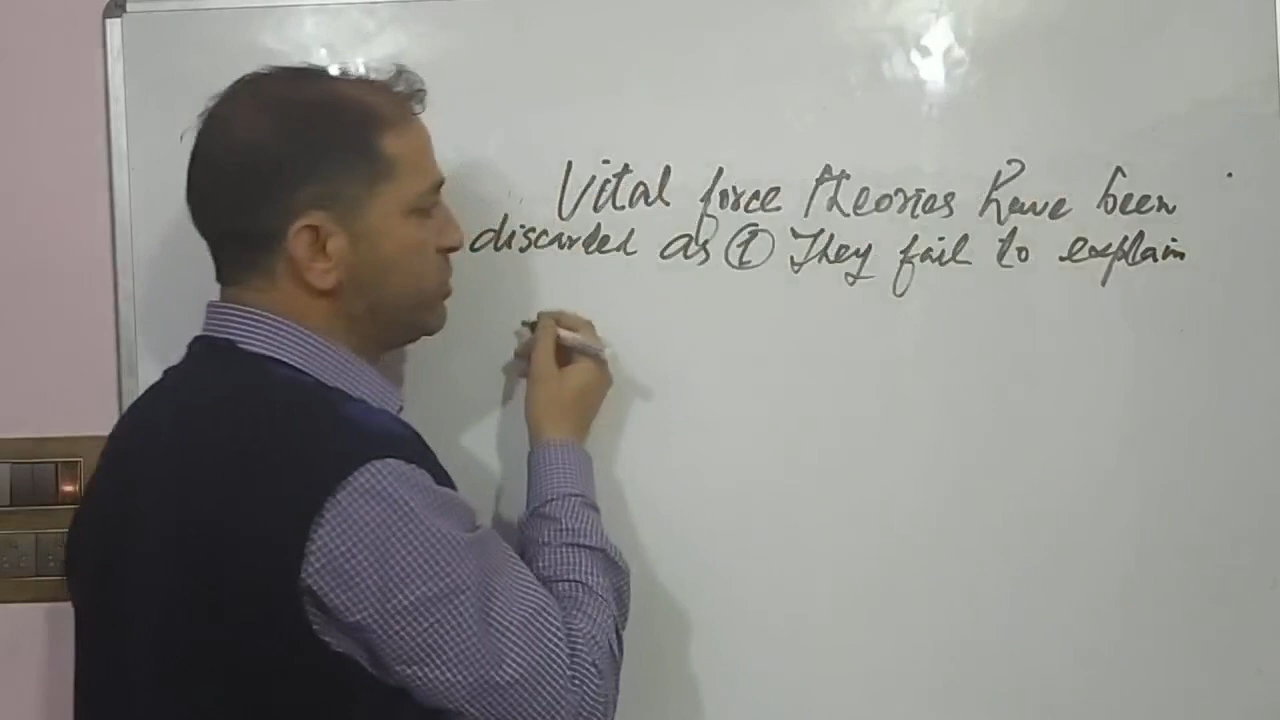 Vital force theories have been
discarded as ① They fail to explain